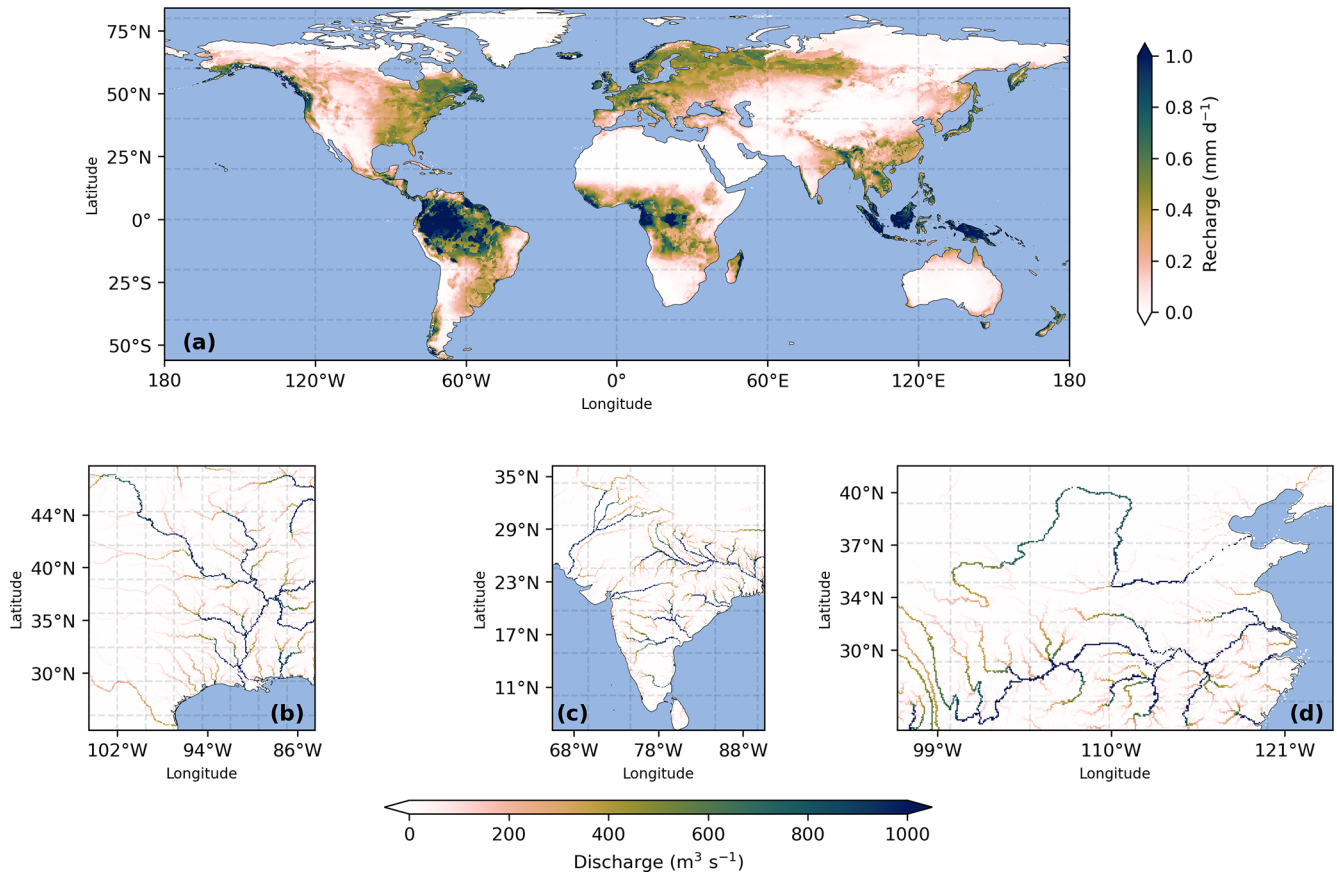 75°N
50°N
25°N
0°
25°S
50°S
Latitude
(a)
180 120°W 60°W 0° 60°E 120°E 180
Longitude
1.0
0.8
0.6
0.4
0.2
0.0
Recharge (mm d⁻¹)
44°N
40°N
35°N
30°N
Latitude
(b)
102°W 94°W 86°W
Longitude
35°N
29°N
23°N
17°N
11°N
Latitude
(c)
68°W 78°W 88°W
Longitude
40°N
37°N
34°N
30°N
Latitude
(d)
99°W 110°W 121°W
Longitude
0 200 400 600 800 1000
Discharge (m³ s⁻¹)